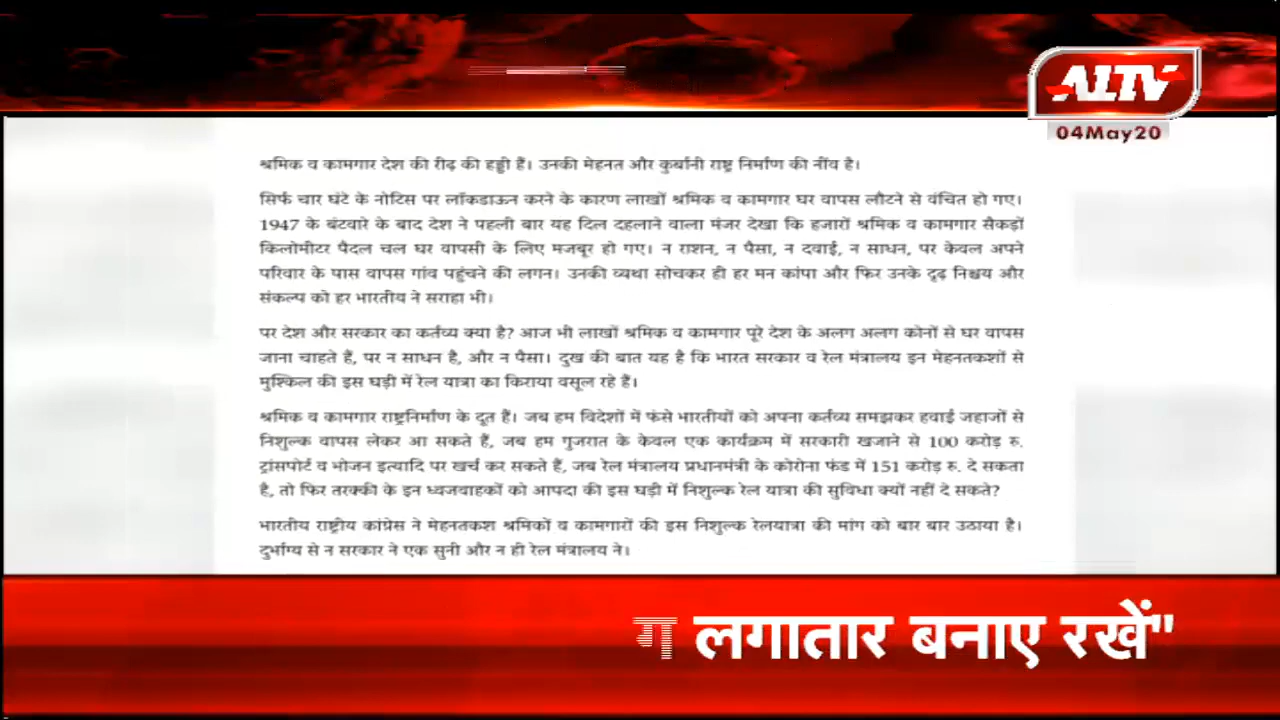 ALTV
04May20
श्रमिक व कामगार देश की रीढ़ की हड्डी हैं। उनकी मेहनत और कुर्बानी राष्ट्र निर्माण की नींव है।
सिर्फ चार घंटे के नोटिस पर लॉकडाऊन करने के कारण लाखों श्रमिक व कामगार घर वापस लौटने से वंचित हो गए।
1947 के बंटवारे के बाद देश ने पहली बार यह दिल दहलाने वाला मंजर देखा कि हजारों श्रमिक व कामगार सैकड़ों
किलोमीटर पैदल चल घर वापसी के लिए मजबूर हो गए। न राशन, न पैसा, न दवाई, न साधन, पर केवल अपने
परिवार के पास वापस गांव पहुंचने की लगन। उनकी व्यथा सोचकर ही हर मन कांपा और फिर उनके दृढ़ निश्चय और
संकल्प को हर भारतीय ने सराहा भी।
पर देश और सरकार का कर्तव्य क्या है? आज भी लाखों श्रमिक व कामगार पूरे देश के अलग अलग कोनों से घर वापस
जाना चाहते हैं, पर न साधन है, और न पैसा। दुख की बात यह है कि भारत सरकार व रेल मंत्रालय इन मेहनतकशों से
मुश्किल की इस घड़ी में रेल यात्रा का किराया वसूल रहे हैं।
श्रमिक व कामगार राष्ट्रनिर्माण के दूत हैं। जब हम विदेशों में फंसे भारतीयों को अपना कर्तव्य समझकर हवाई जहाजों से
निशुल्क वापस लेकर आ सकते हैं, जब हम गुजरात के केवल एक कार्यक्रम में सरकारी खजाने से 100 करोड़ रु.
ट्रांसपोर्ट व भोजन इत्यादि पर खर्च कर सकते हैं, जब रेल मंत्रालय प्रधानमंत्री के कोरोना फंड में 151 करोड़ रु. दे सकता
है, तो फिर तरक्की के इन ध्वजवाहकों को आपदा की इस घड़ी में निशुल्क रेल यात्रा की सुविधा क्यों नहीं दे सकते?
भारतीय राष्ट्रीय कांग्रेस ने मेहनतकश श्रमिकों व कामगारों की इस निशुल्क रेलयात्रा की मांग को बार बार उठाया है।
दुर्भाग्य से न सरकार ने एक सुनी और न ही रेल मंत्रालय ने।
लगातार बनाए रखें"